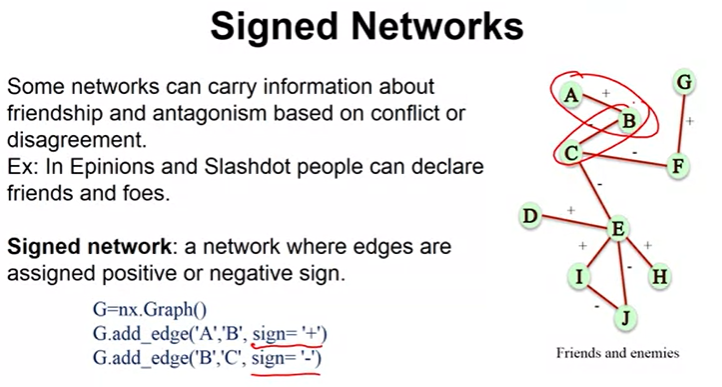 Signed Networks
Some networks can carry information about
friendship and antagonism based on conflict or
disagreement.
Ex: In Epinions and Slashdot people can declare
friends and foes.
Signed network: a network where edges are
assigned positive or negative sign.
G=nx.Graph()
G.add_edge('A','B', sign= '+')
G.add_edge('B','C', sign= '-')
G
A
+
B
+
-
C
-
F
-
D
+
E
+
+
-
I
H
-
J
Friends and enemies